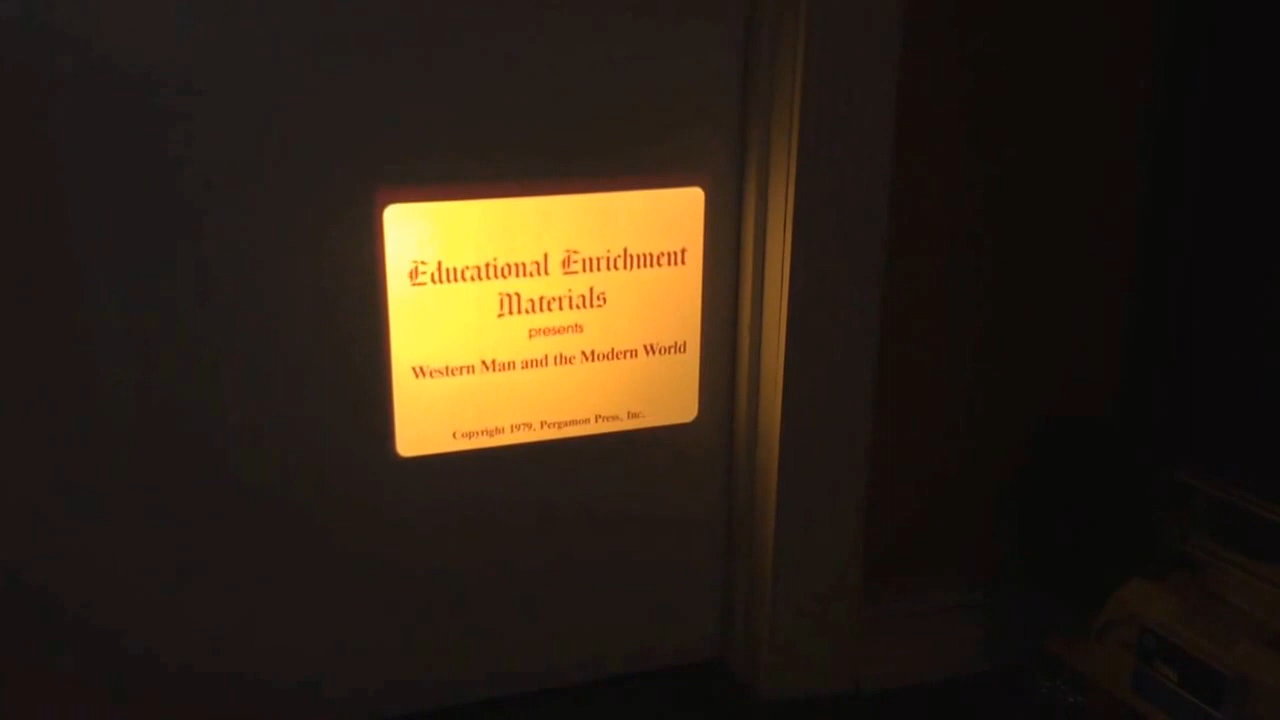 Educational Enrichment
Materials
presents
Western Man and the Modern World
Copyright 1979, Pergamon Press, Inc.